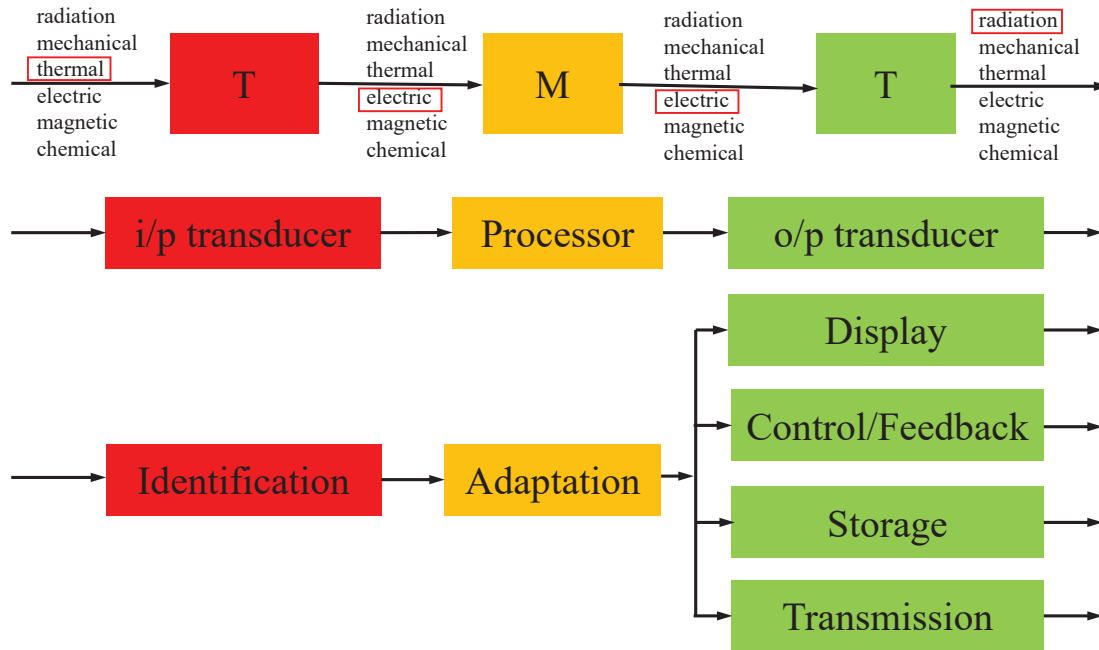 radiation
mechanical
thermal
electric
magnetic
chemical
T
radiation
mechanical
thermal
electric
magnetic
chemical
M
radiation
mechanical
thermal
electric
magnetic
chemical
T
radiation
mechanical
thermal
electric
magnetic
chemical
i/p transducer
Processor
o/p transducer
Identification
Adaptation
Display
Control/Feedback
Storage
Transmission